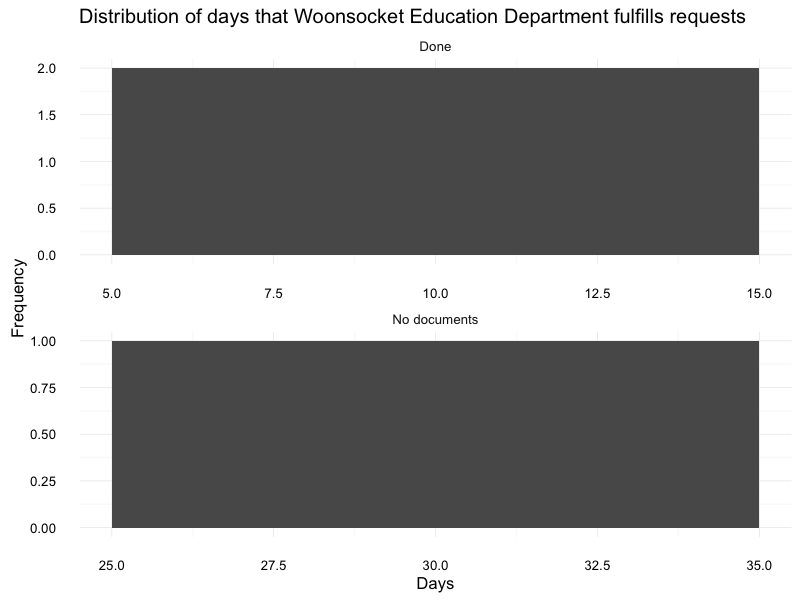 Distribution of days that Woonsocket Education Department fulfills requests
Done
2.0
1.5
1.0
0.5
0.0
5.0 7.5 10.0 12.5 15.0
Frequency
No documents
1.00
0.75
0.50
0.25
0.00
25.0 27.5 30.0 32.5 35.0
Days